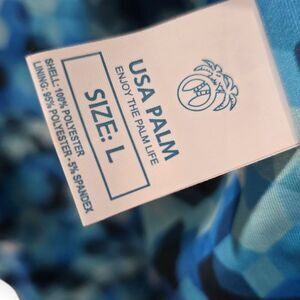 USA PALM
ENJOY THE PALM LIFE
SIZE: L
SHELL: 100% POLYESTER
LINING: 95% POLYESTER - 5% SPANDEX